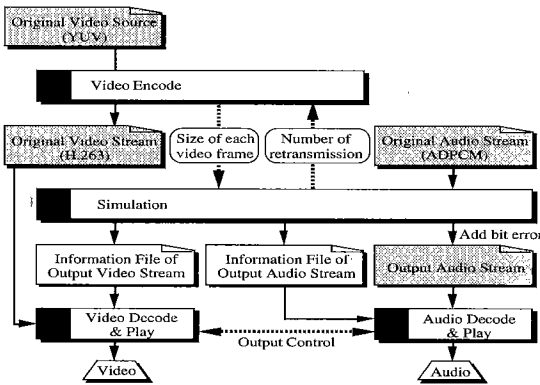 Original Video Source
(YUV)
Video Encode
Original Video Stream
(H.263)
Size of each
video frame
Number of
retransmission
Original Audio Stream
(ADPCM)
Simulation
Add bit error
Information File of
Output Video Stream
Information File of
Output Audio Stream
Output Audio Stream
Video Decode
& Play
Output Control
Audio Decode
& Play
Video
Audio